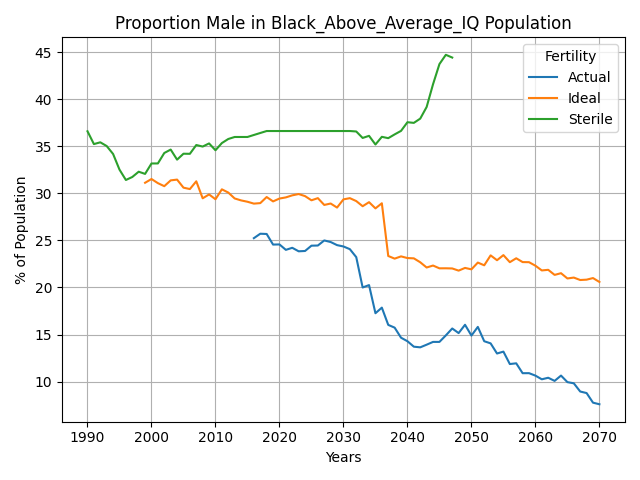 Proportion Male in Black_Above_Average_IQ Population
% of Population
45
40
35
30
25
20
15
10
Fertility
Actual
Ideal
Sterile
1990 2000 2010 2020 2030 2040 2050 2060 2070
Years